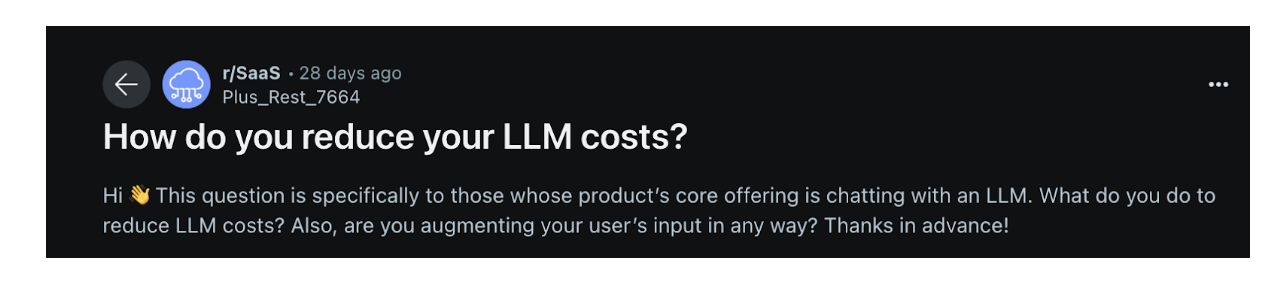 r/SaaS • 28 days ago
Plus_Rest_7664
How do you reduce your LLM costs?
Hi 👋 This question is specifically to those whose product’s core offering is chatting with an LLM. What do you do to
reduce LLM costs? Also, are you augmenting your user’s input in any way? Thanks in advance!